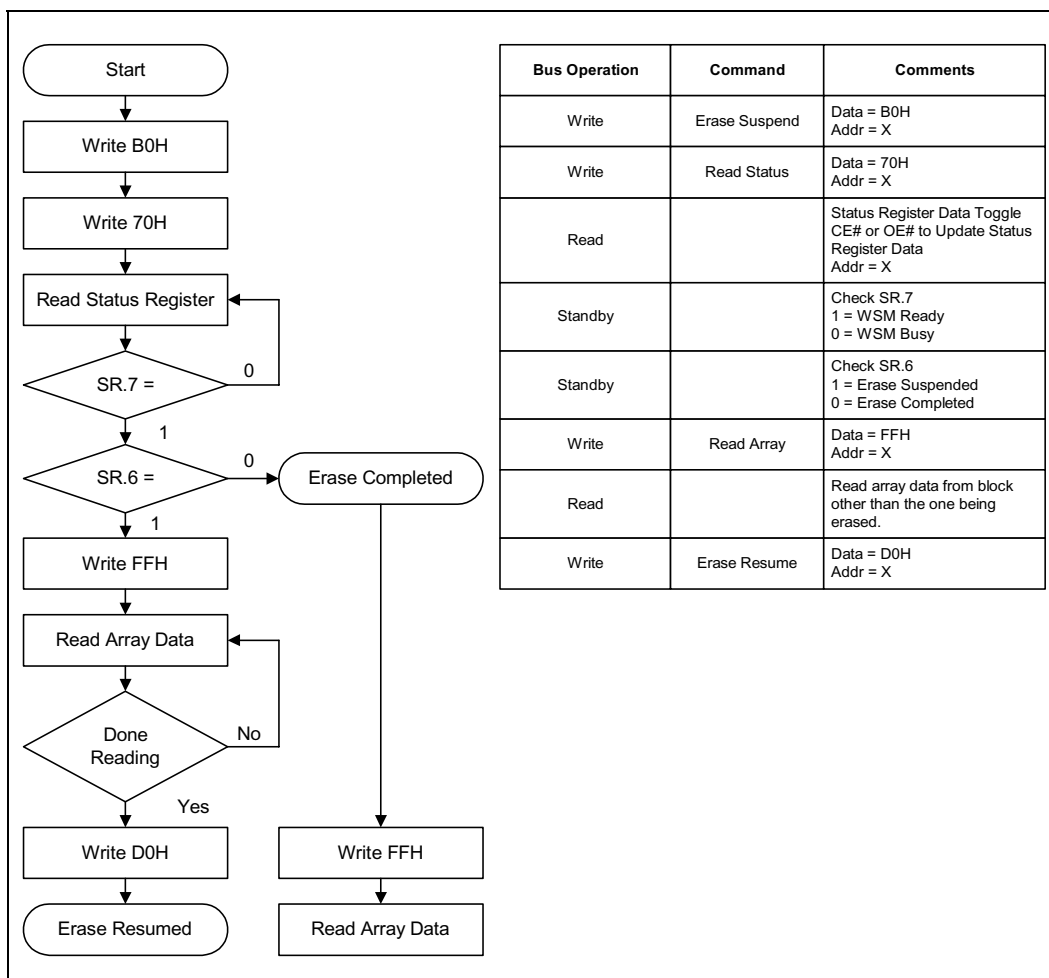 Start
Write B0H
Write 70H
Read Status Register
SR.7 =
0
1
SR.6 =
0
Erase Completed
1
Write FFH
Read Array Data
Done
Reading
No
Yes
Write D0H
Write FFH
Erase Resumed
Read Array Data
Bus Operation Command Comments
Write Erase Suspend Data = B0H
Addr = X
Write Read Status Data = 70H
Addr = X
Read Status Register Data Toggle
CE# or OE# to Update Status
Register Data
Addr = X
Standby Check SR.7
1 = WSM Ready
0 = WSM Busy
Standby Check SR.6
1 = Erase Suspended
0 = Erase Completed
Write Read Array Data = FFH
Addr = X
Read Read array data from block
other than the one being
erased.
Write Erase Resume Data = D0H
Addr = X